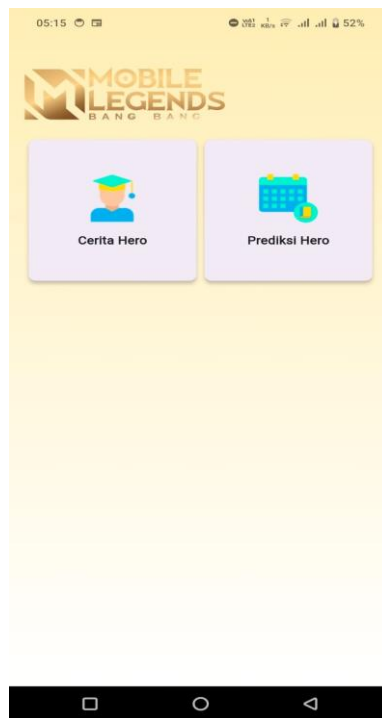 05:15 52%
MOBILE
LEGENDS
BANG BANG
Cerita Hero Prediksi Hero